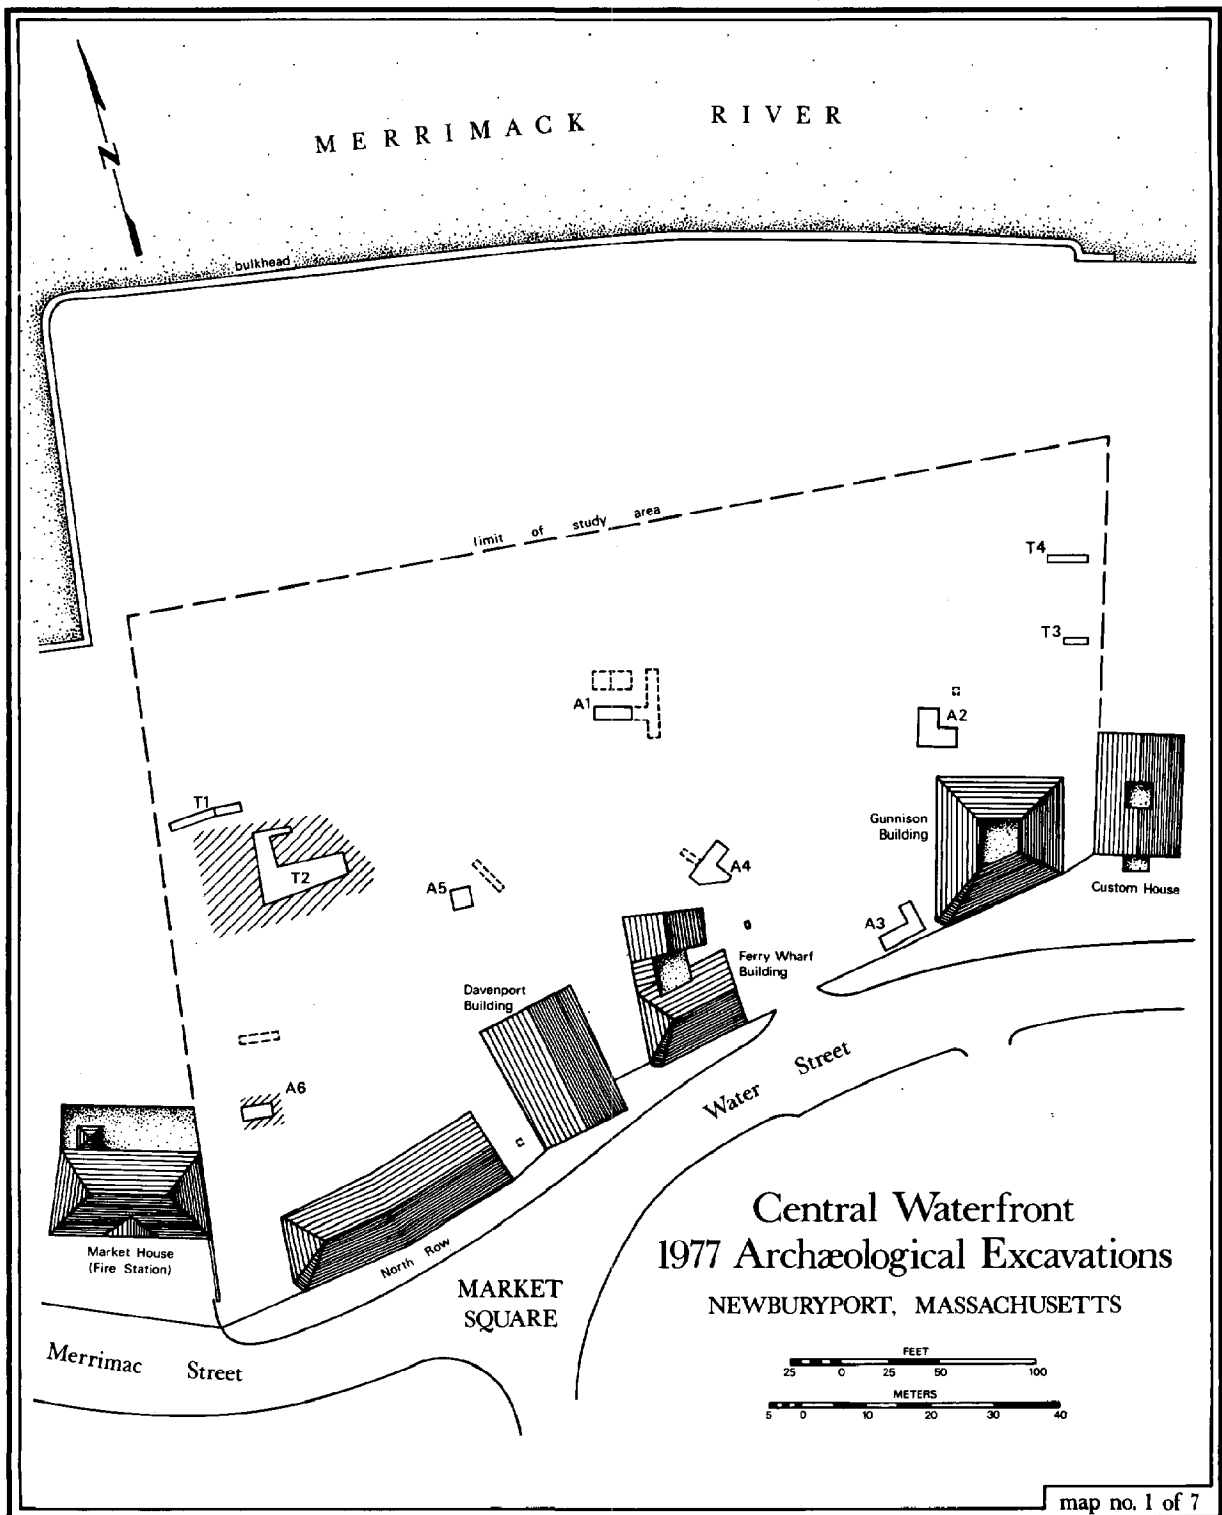 MERRIMACK RIVER
N
bulkhead
limit of study area
T4
T3
A1
A2
T1
Gunnison
Building
T2
A5
A4
Custom House
A3
Ferry Wharf
Building
Davenport
Building
Water Street
A6
Market House
(Fire Station)
North Row
MARKET
SQUARE
Merrimac Street
Central Waterfront
1977 Archæological Excavations
NEWBURYPORT, MASSACHUSETTS
FEET
25 0 25 50 100
METERS
5 0 10 20 30 40
map no. 1 of 7